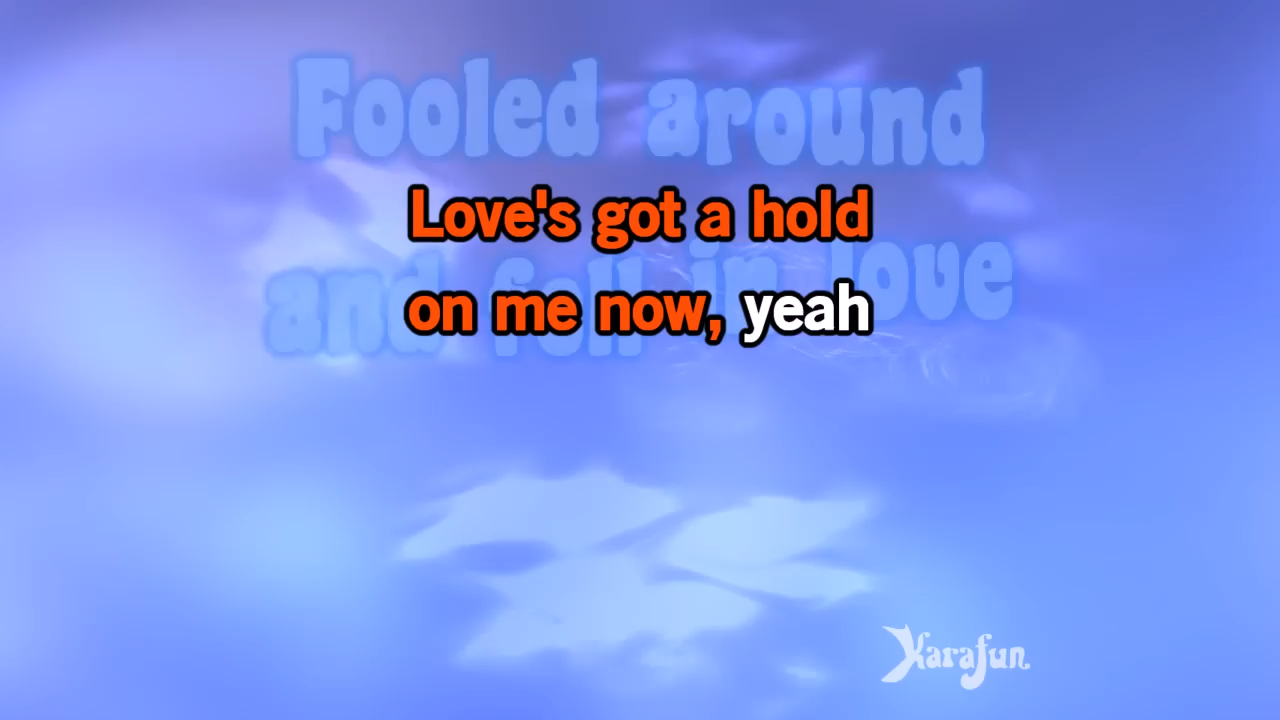 Fooled around
Love's got a hold
and fell in love
on me now, yeah
Karafun